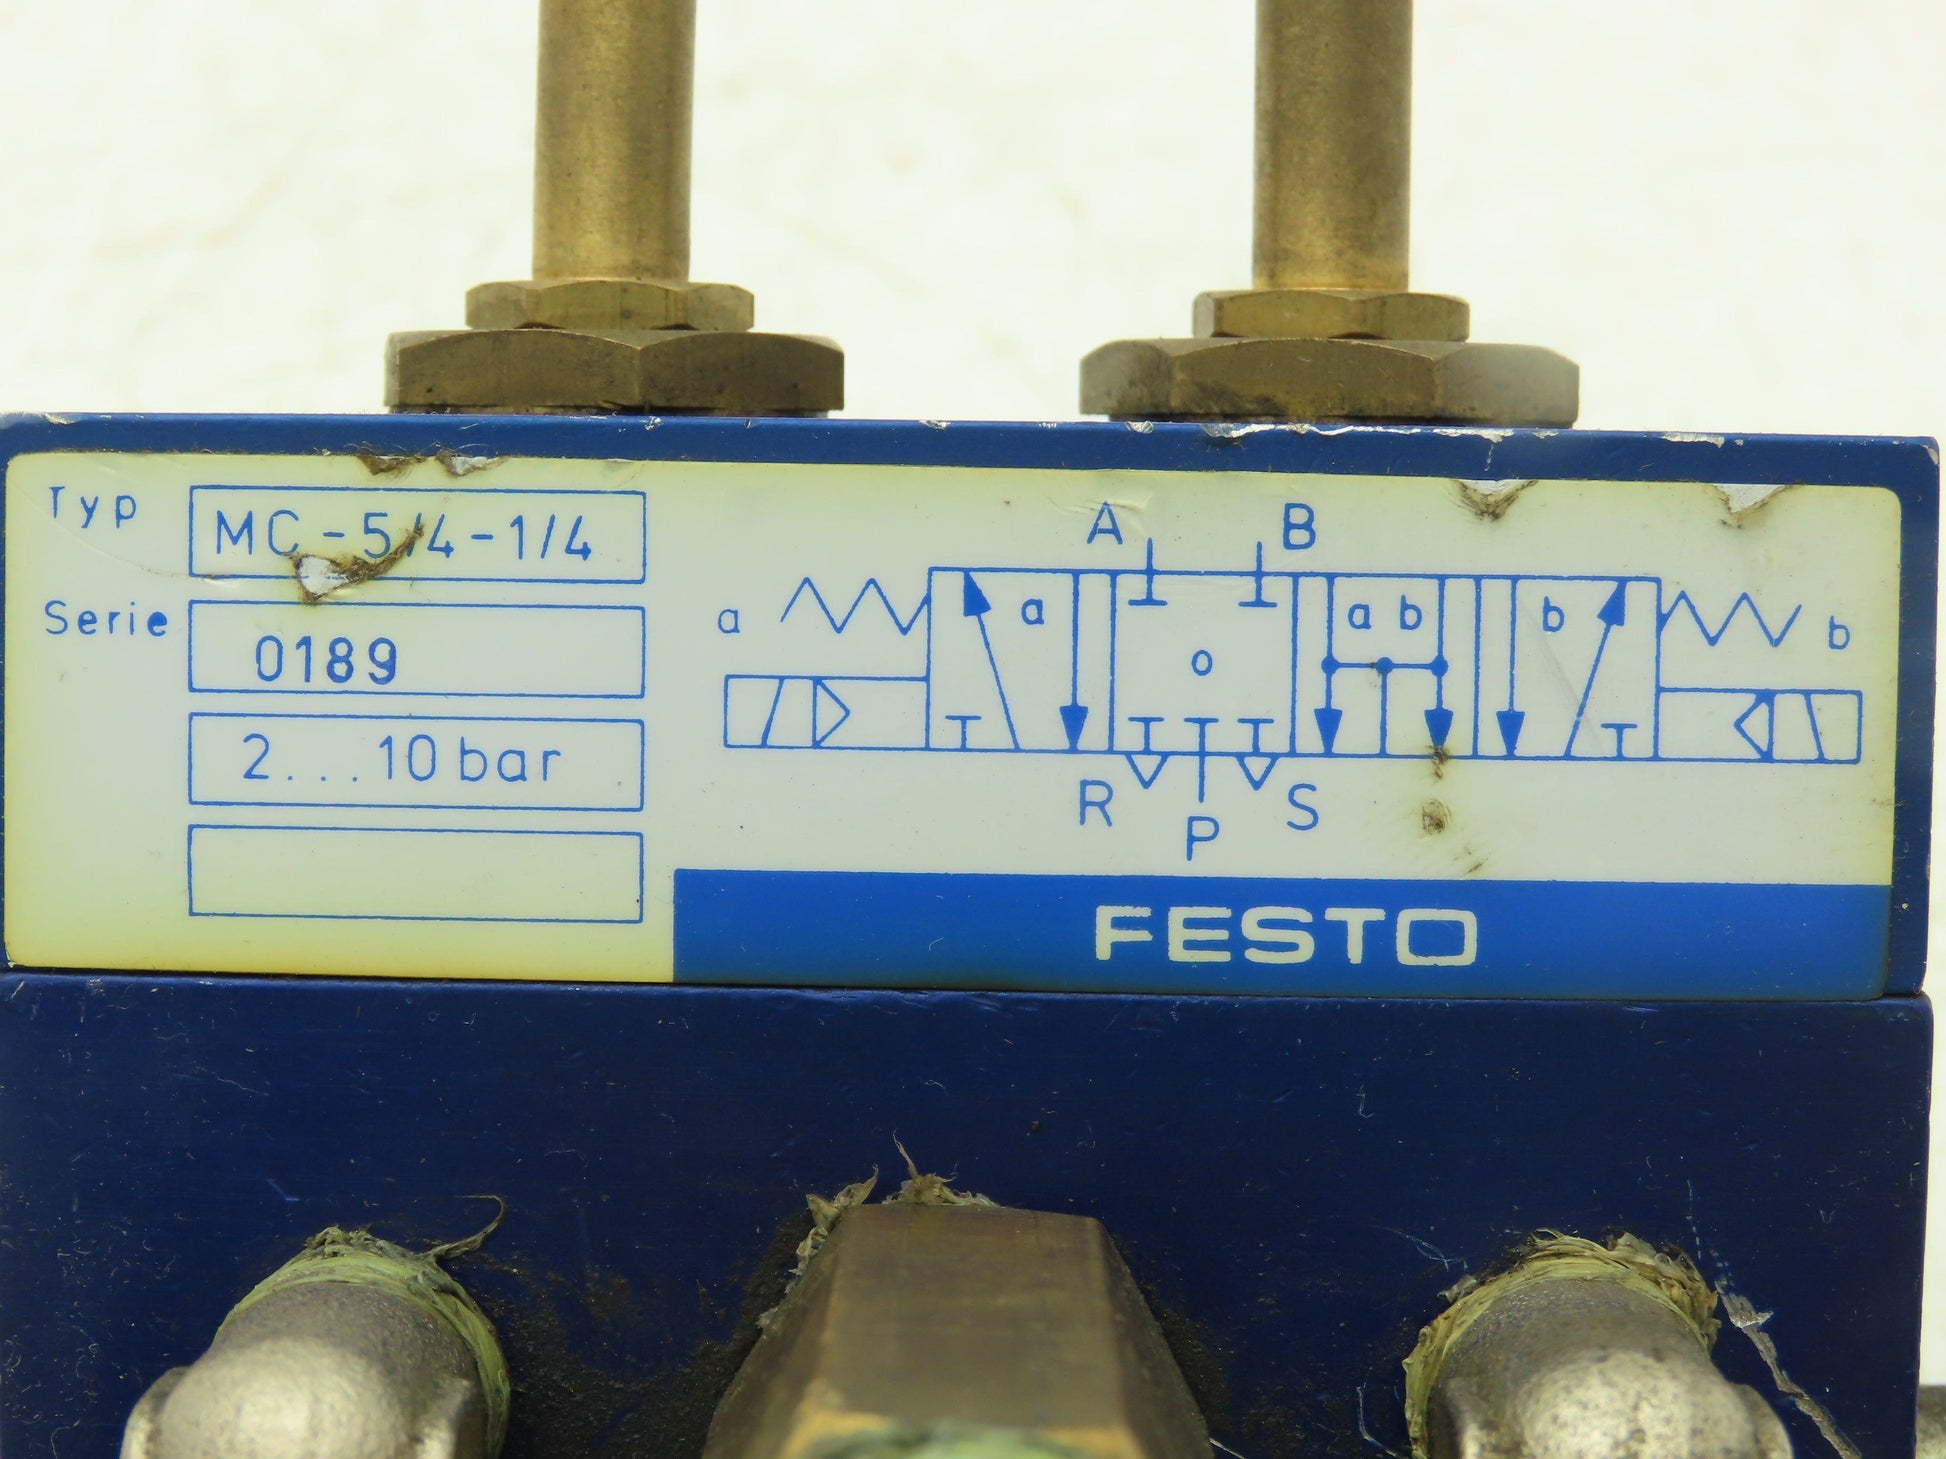 Typ MC-5/4-1/4
Serie 0189
2...10 bar
A B
a a o a b b b
R P S
FESTO